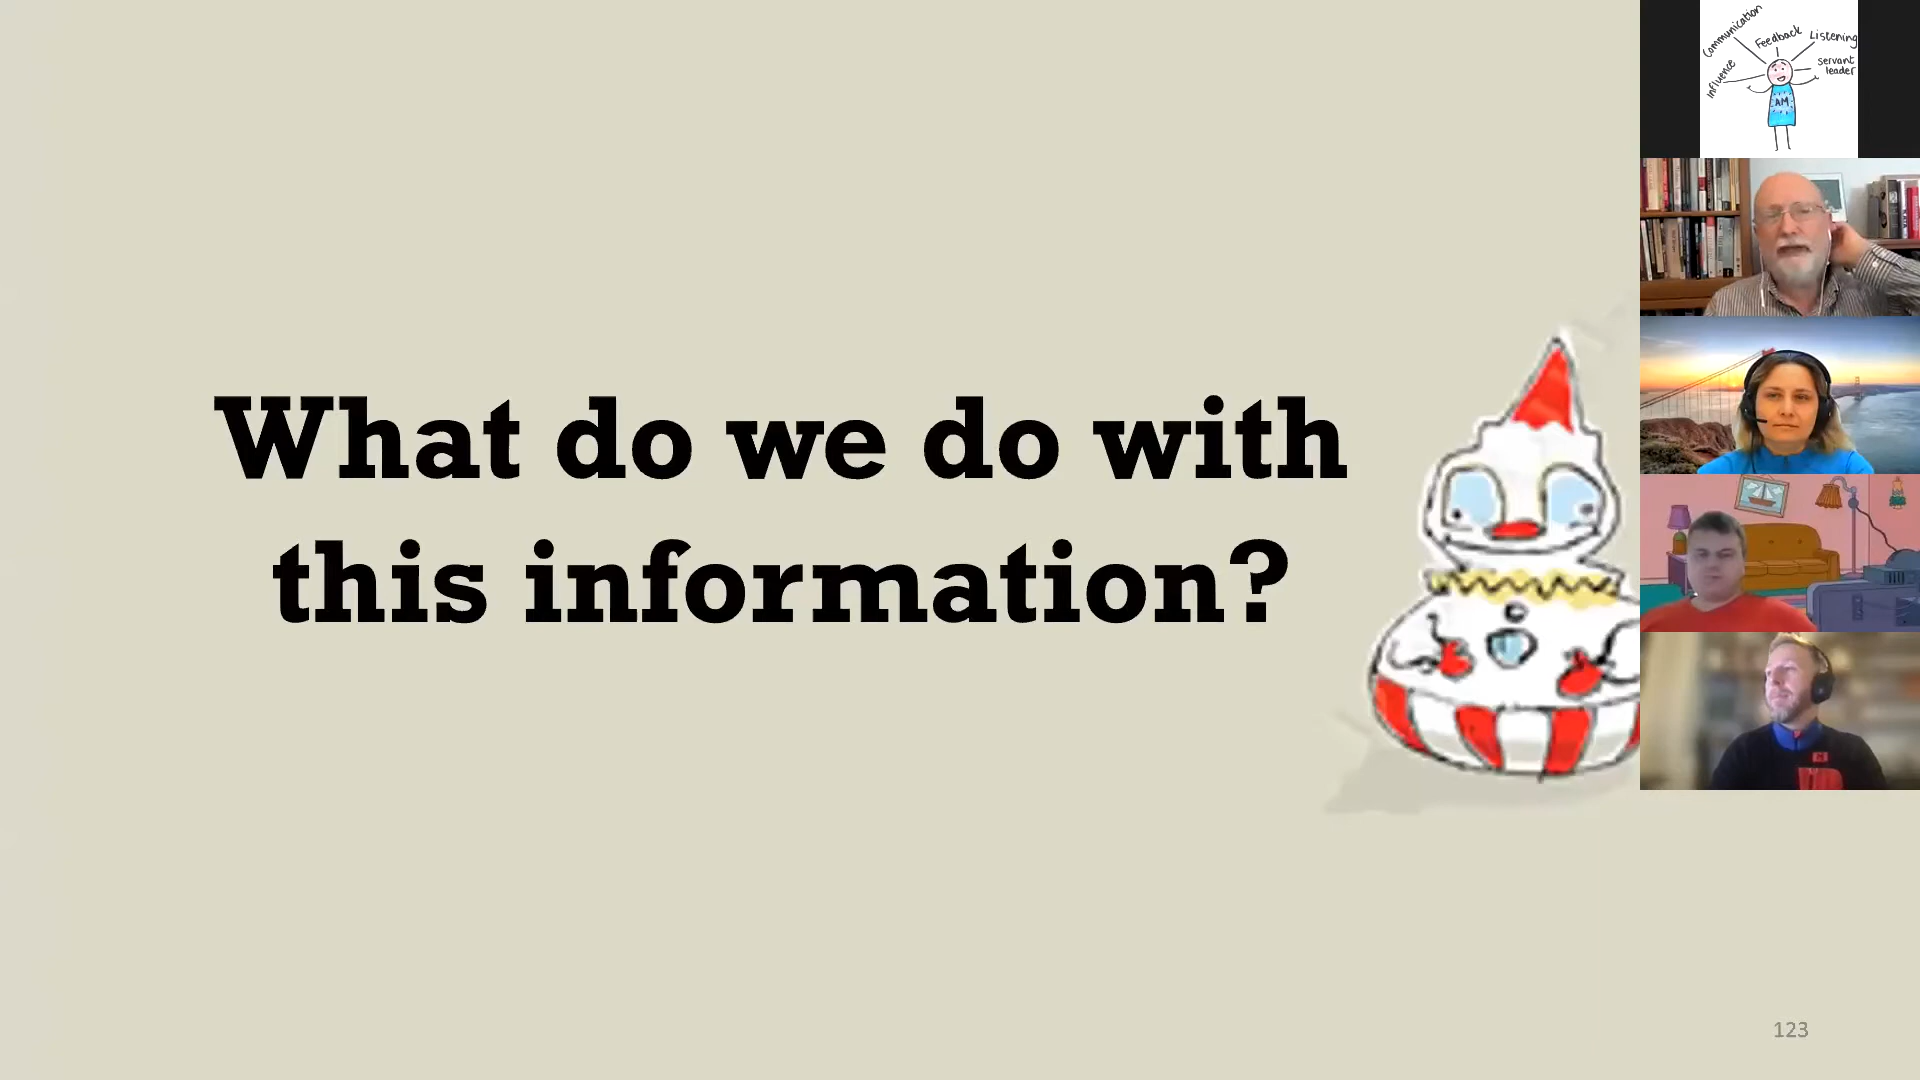 What do we do with
this information?
Communication
Feedback
Listening
Influence
servant
leader
AM
123